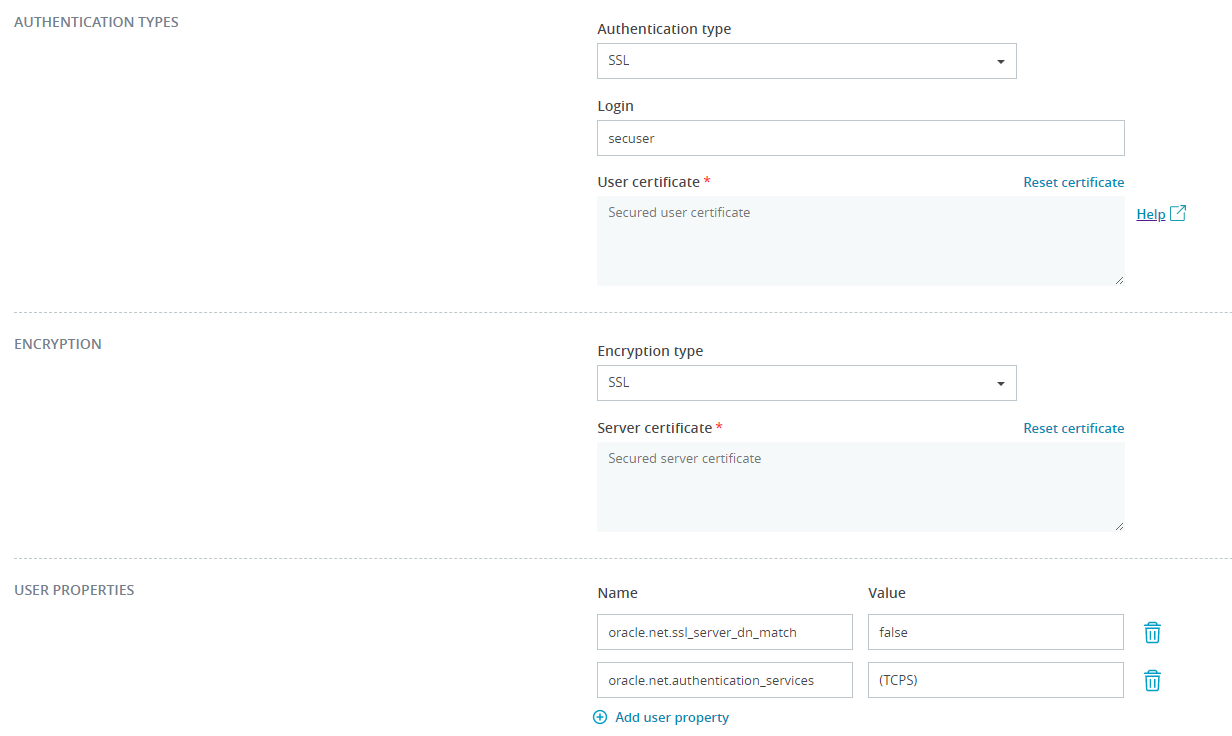 AUTHENTICATION TYPES
Authentication type
SSL
Login
secuser
User certificate *
Reset certificate
Secured user certificate
Help
ENCRYPTION
Encryption type
SSL
Server certificate *
Reset certificate
Secured server certificate
USER PROPERTIES
Name
Value
oracle.net.ssl_server_dn_match
false
oracle.net.authentication_services
(TCPS)
Add user property